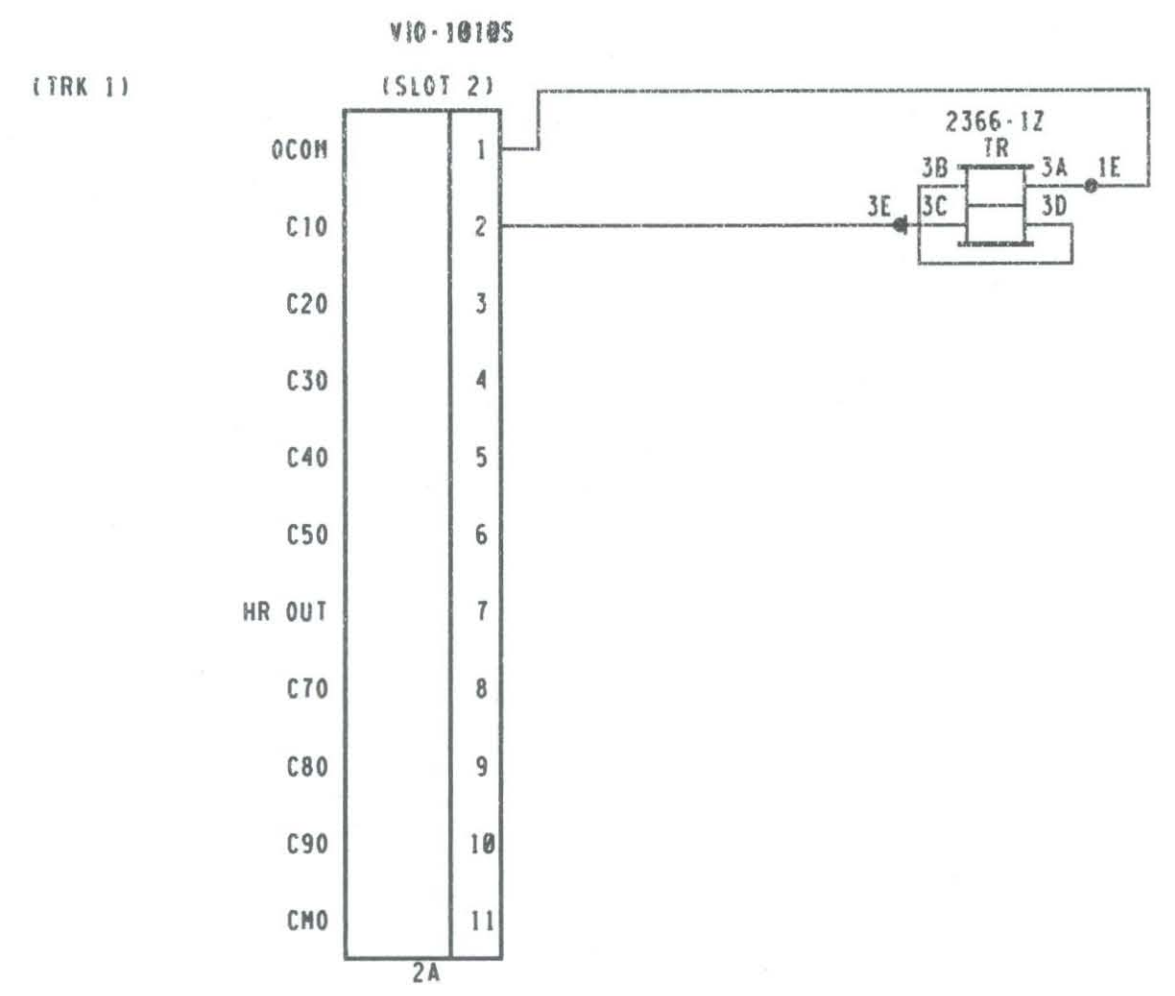 VIO-1010S
(TRK 1)
(SLOT 2)
2366-1Z
TR
OCOM 1
3B 3A 1E
C10 2
3E 3C 3D
C20 3
C30 4
C40 5
C50 6
HR OUT 7
C70 8
C80 9
C90 10
CMO 11
2A